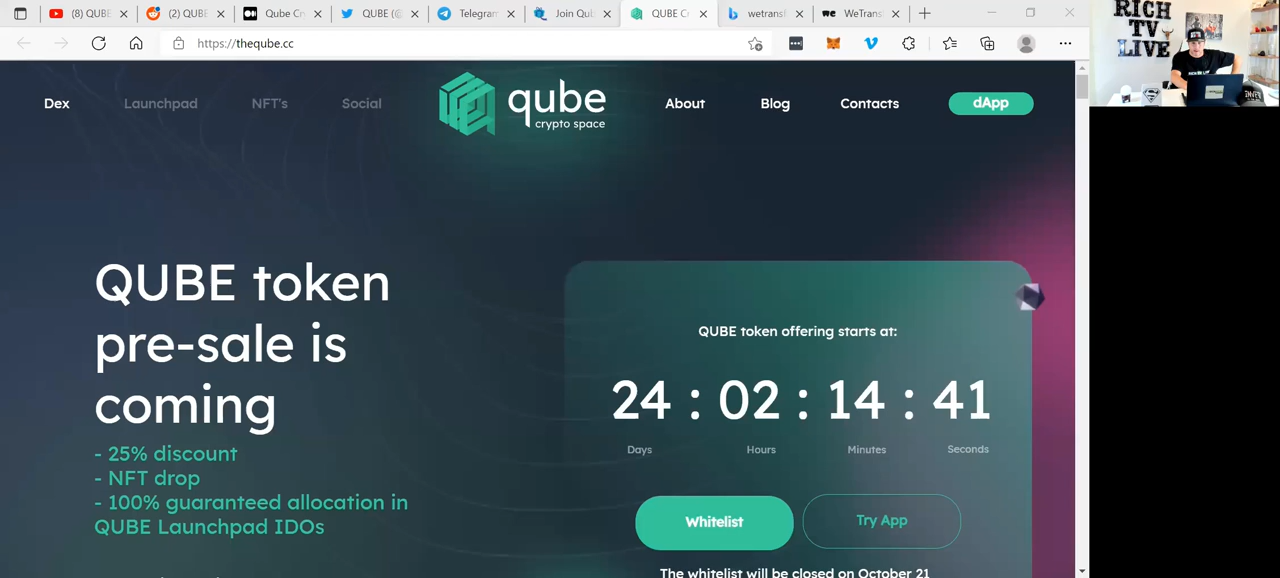 (8) QUBE
(2) QUBE
Qube Cr
QUBE (@
Telegram
Join Qu
QUBE C
wetransf
WeTrans
https://theqube.cc
Dex
Launchpad
NFT's
Social
qube
crypto space
About
Blog
Contacts
dApp
QUBE token
pre-sale is
coming
- 25% discount
- NFT drop
- 100% guaranteed allocation in
QUBE Launchpad IDOs
QUBE token offering starts at:
24 : 02 : 14 : 41
Days Hours Minutes Seconds
Whitelist
Try App
The whitelist will be closed on October 21
RICH
TV
LIVE